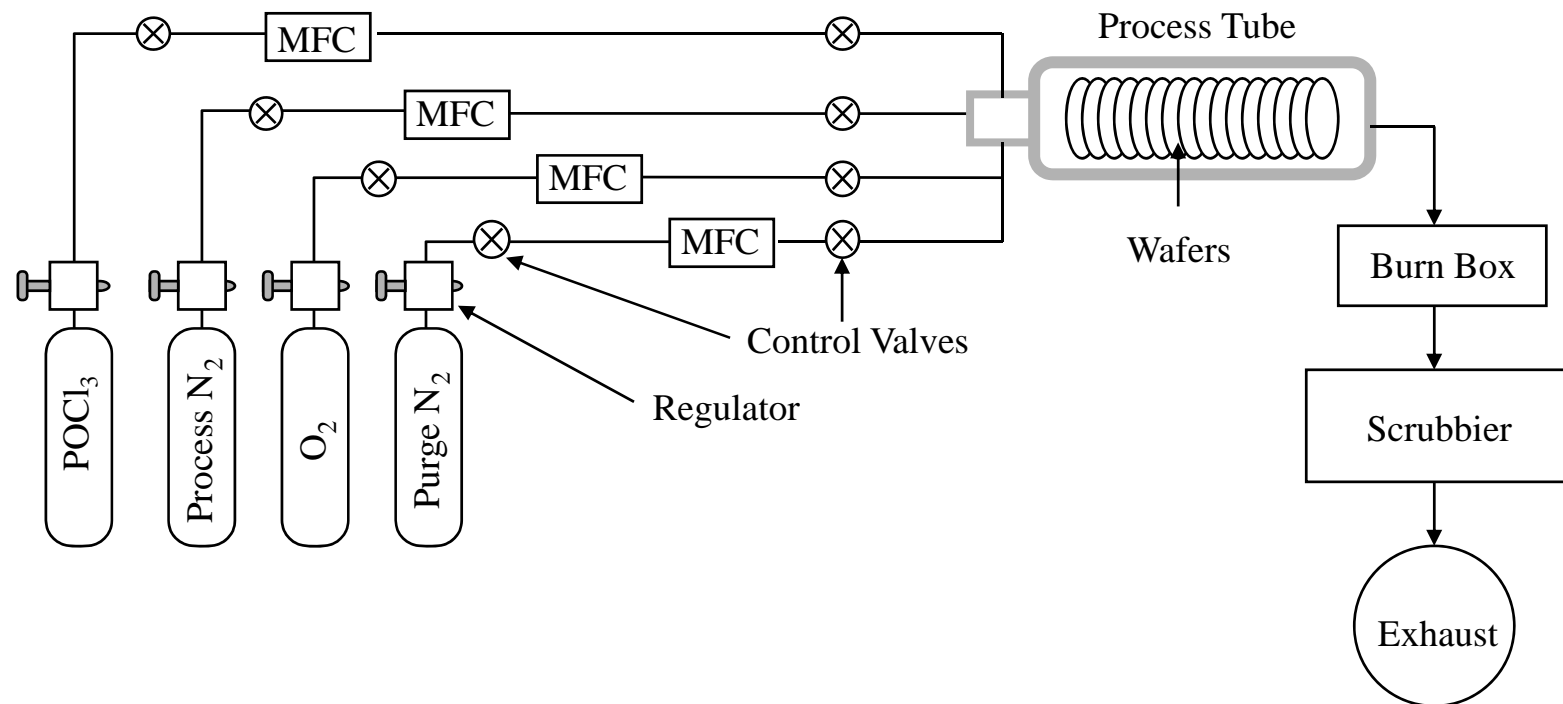 MFC
Process Tube
MFC
MFC
MFC
Wafers
Burn Box
Control Valves
Regulator
Scrubbier
POCl₃
Process N₂
O₂
Purge N₂
Exhaust